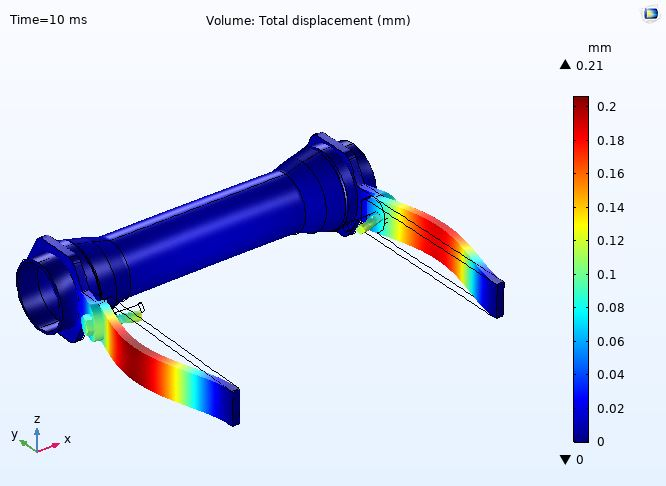 Time=10 ms
Volume: Total displacement (mm)
mm
▲ 0.21
0.2
0.18
0.16
0.14
0.12
0.1
0.08
0.06
0.04
0.02
0
▼ 0
z
y
x